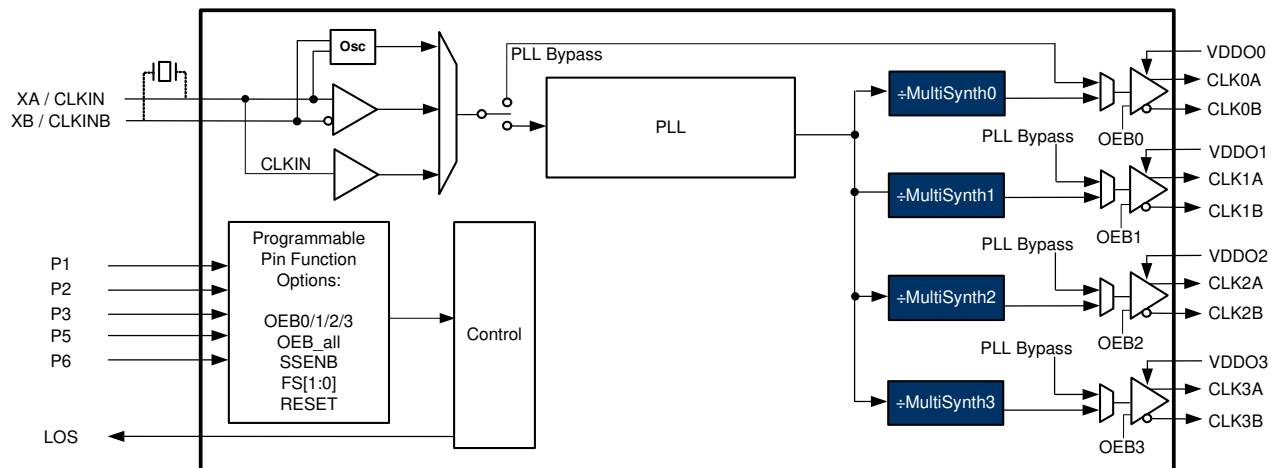 Osc
PLL Bypass
XA / CLKIN
XB / CLKINB
CLKIN
PLL
÷MultiSynth0
÷MultiSynth1
÷MultiSynth2
÷MultiSynth3
VDDO0
CLK0A
CLK0B
OEB0
PLL Bypass
VDDO1
CLK1A
CLK1B
OEB1
PLL Bypass
VDDO2
CLK2A
CLK2B
OEB2
PLL Bypass
VDDO3
CLK3A
CLK3B
OEB3
P1
P2
P3
P5
P6
Programmable
Pin Function
Options:
OEB0/1/2/3
OEB_all
SSENB
FS[1:0]
RESET
Control
LOS